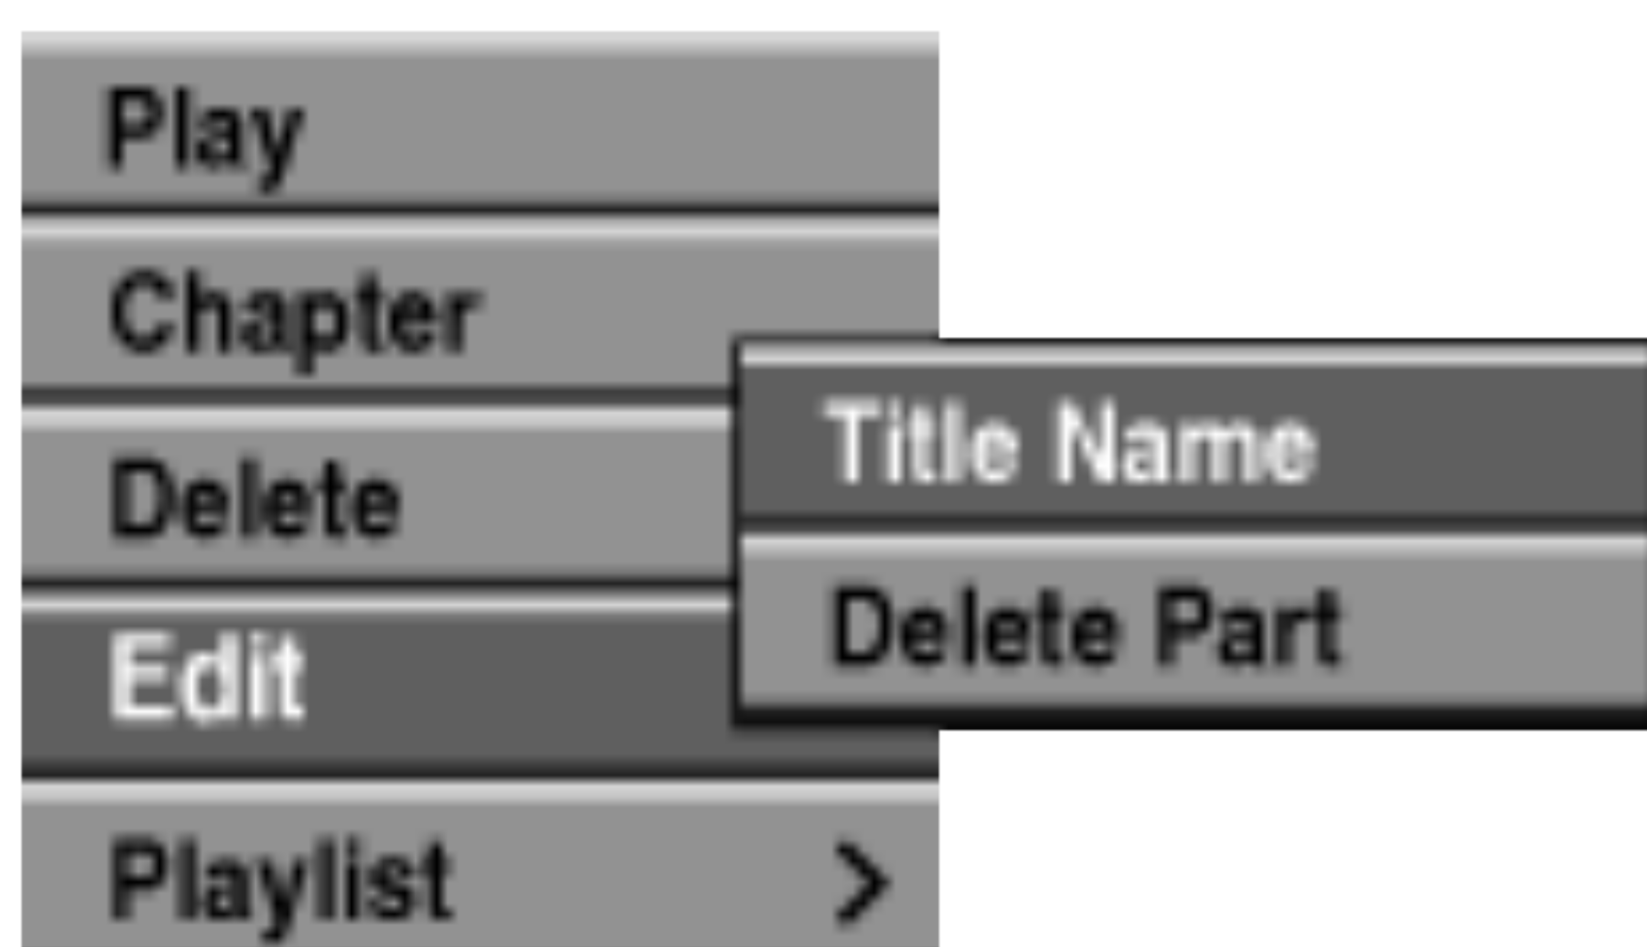 Play
Chapter
Delete
Edit
Playlist >
Title Name
Delete Part